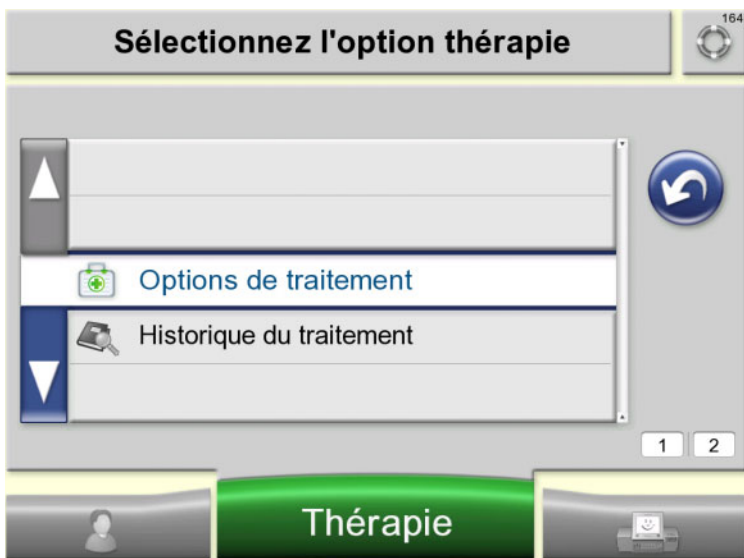 Sélectionnez l'option thérapie
164
Options de traitement
Historique du traitement
1 2
Thérapie